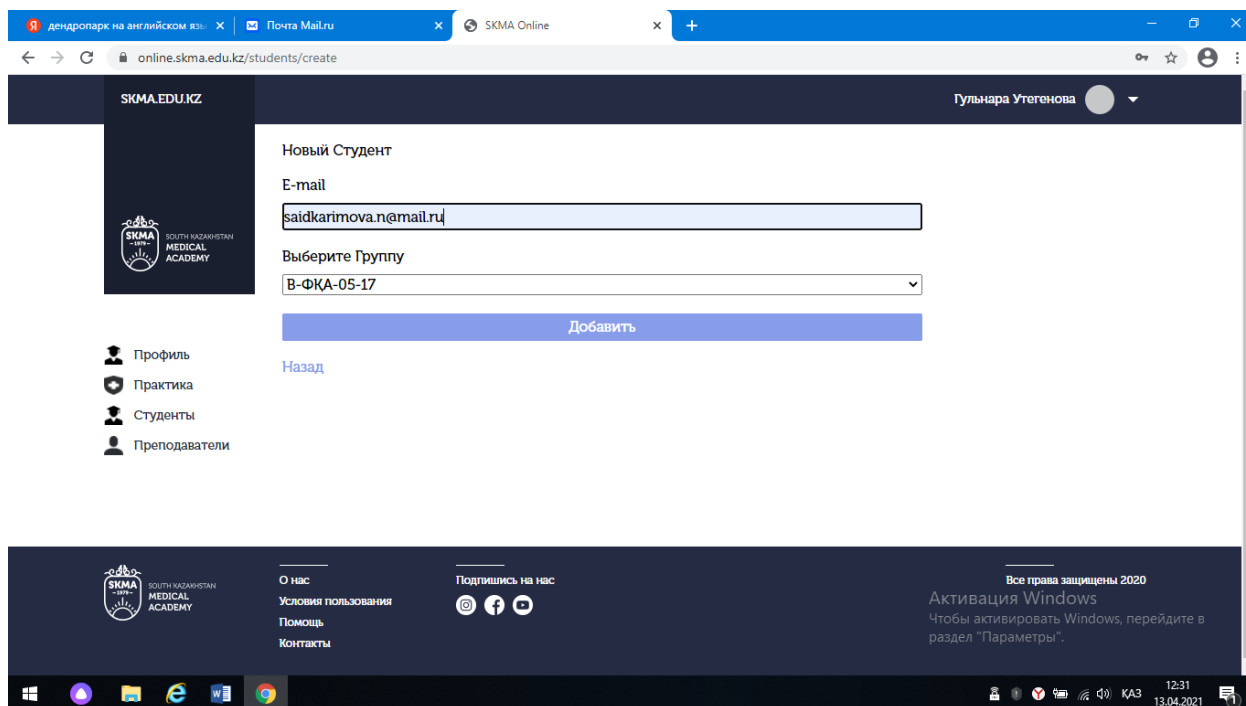 дендропарк на английском язы
Почта Mail.ru
SKMA Online
online.skma.edu.kz/students/create
SKMA.EDU.KZ
Гульнара Утегенова
SKMA
-1979-
SOUTH KAZAKHSTAN
MEDICAL
ACADEMY
Новый Студент
E-mail
saidkarimova.n@mail.ru
Выберите Группу
В-ФҚА-05-17
Добавить
Назад
Профиль
Практика
Студенты
Преподаватели
SKMA
-1979-
SOUTH KAZAKHSTAN
MEDICAL
ACADEMY
О нас
Условия пользования
Помощь
Контакты
Подпишись на нас
Все права защищены 2020
Активация Windows
Чтобы активировать Windows, перейдите в
раздел "Параметры".
ҚАЗ
12:31
13.04.2021